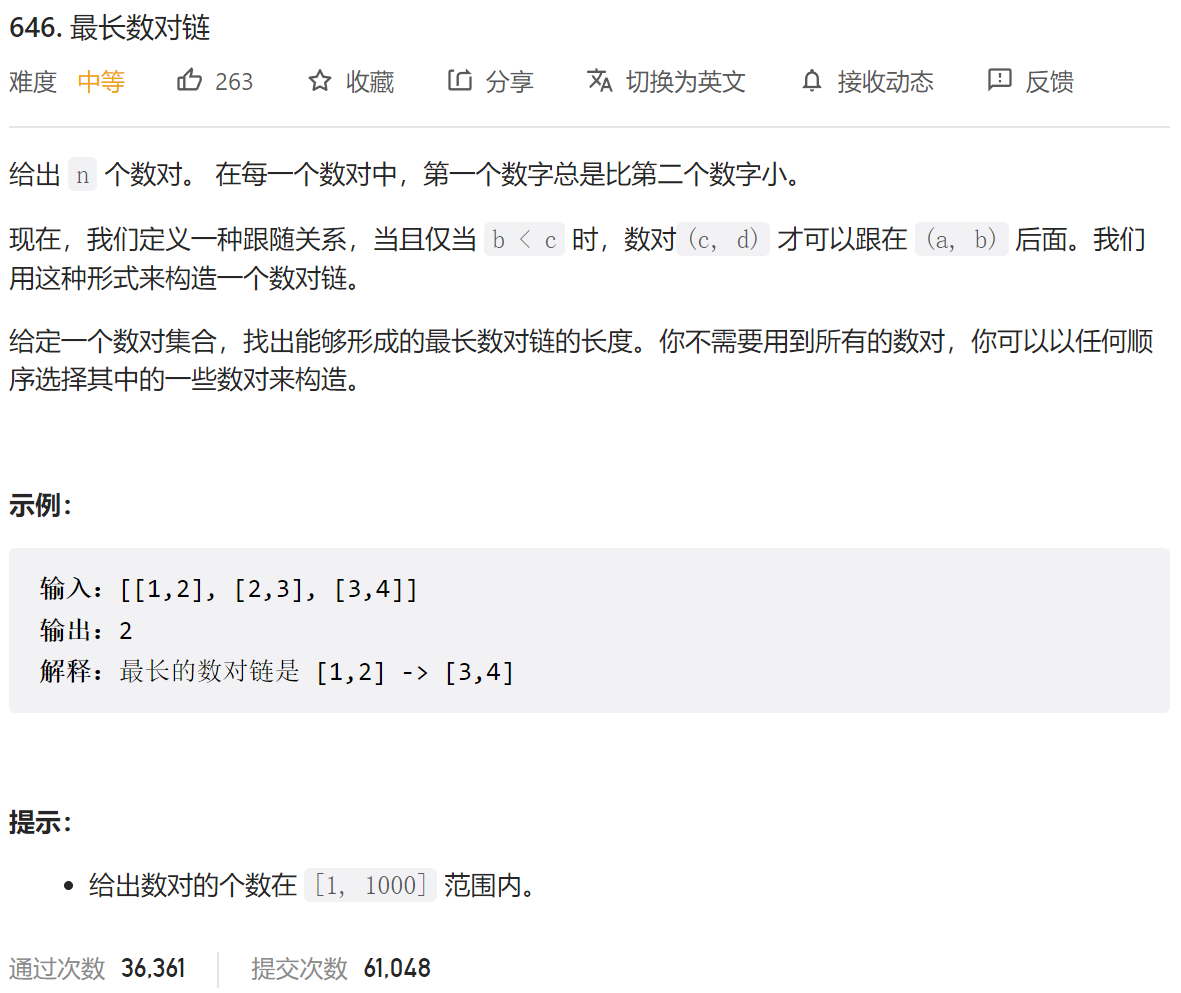 646. 最长数对链
难度 中等 263 收藏 分享 切换为英文 接收动态 反馈
给出 n 个数对。 在每一个数对中，第一个数字总是比第二个数字小。
现在，我们定义一种跟随关系，当且仅当 b < c 时，数对(c, d) 才可以跟在 (a, b) 后面。我们
用这种形式来构造一个数对链。
给定一个数对集合，找出能够形成的最长数对链的长度。你不需要用到所有的数对，你可以以任何顺
序选择其中的一些数对来构造。
示例：
输入：[[1,2], [2,3], [3,4]]
输出：2
解释：最长的数对链是 [1,2] -> [3,4]
提示：
• 给出数对的个数在 [1, 1000] 范围内。
通过次数 36,361 提交次数 61,048